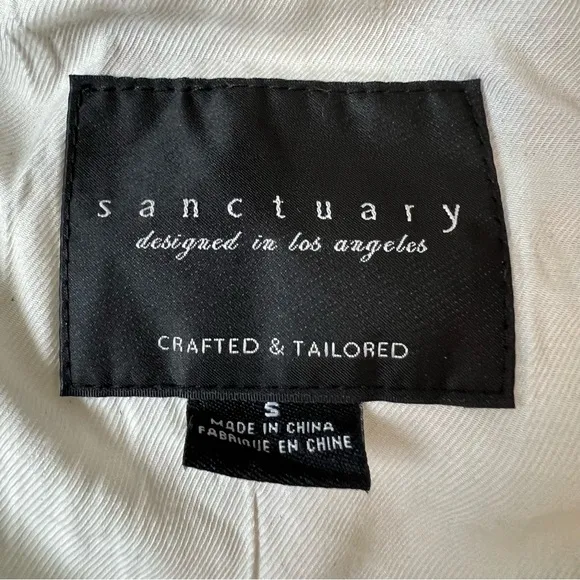 sanctuary
designed in los angeles
CRAFTED & TAILORED
S
MADE IN CHINA
FABRIQUE EN CHINE